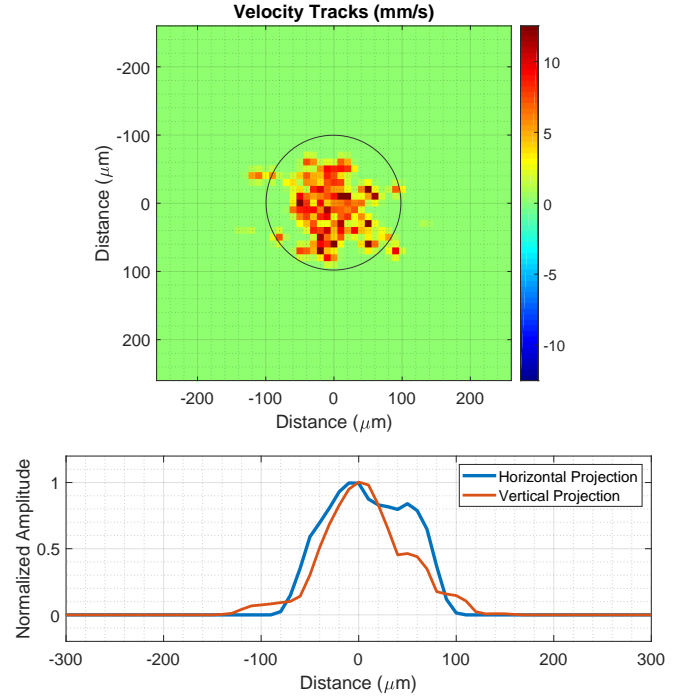 Velocity Tracks (mm/s)
-200
-100
0
100
200
Distance (μm)
-200 -100 0 100 200
Distance (μm)
10
5
0
-5
-10
Normalized Amplitude
1
0.5
0
Horizontal Projection
Vertical Projection
-300 -200 -100 0 100 200 300
Distance (μm)